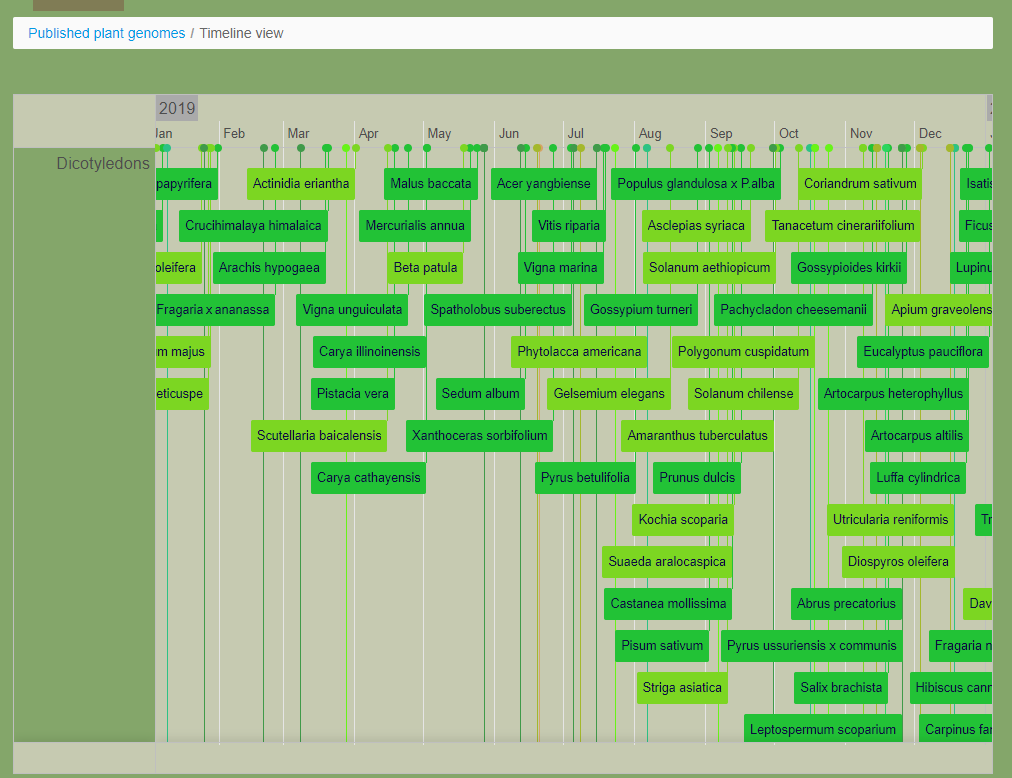 Published plant genomes / Timeline view
2019
Jan Feb Mar Apr May Jun Jul Aug Sep Oct Nov Dec
Dicotyledons
papyrifera Actinidia eriantha Malus baccata Acer yangbiense Populus glandulosa x P.alba Coriandrum sativum Isatis
Crucihimalaya himalaica Mercurialis annua Vitis riparia Asclepias syriaca Tanacetum cinerariifolium Ficus
oleifera Arachis hypogaea Beta patula Vigna marina Solanum aethiopicum Gossypioides kirkii Lupinu
Fragaria x ananassa Vigna unguiculata Spatholobus suberectus Gossypium turneri Pachycladon cheesemanii Apium graveolens
m majus Carya illinoinensis Phytolacca americana Polygonum cuspidatum Eucalyptus pauciflora
eticuspe Pistacia vera Sedum album Gelsemium elegans Solanum chilense Artocarpus heterophyllus
Scutellaria baicalensis Xanthoceras sorbifolium Amaranthus tuberculatus Artocarpus altilis
Carya cathayensis Pyrus betulifolia Prunus dulcis Luffa cylindrica
Kochia scoparia Utricularia reniformis Tr
Suaeda aralocaspica Diospyros oleifera
Castanea mollissima Abrus precatorius Dav
Pisum sativum Pyrus ussuriensis x communis Fragaria n
Striga asiatica Salix brachista Hibiscus cann
Leptospermum scoparium Carpinus fan